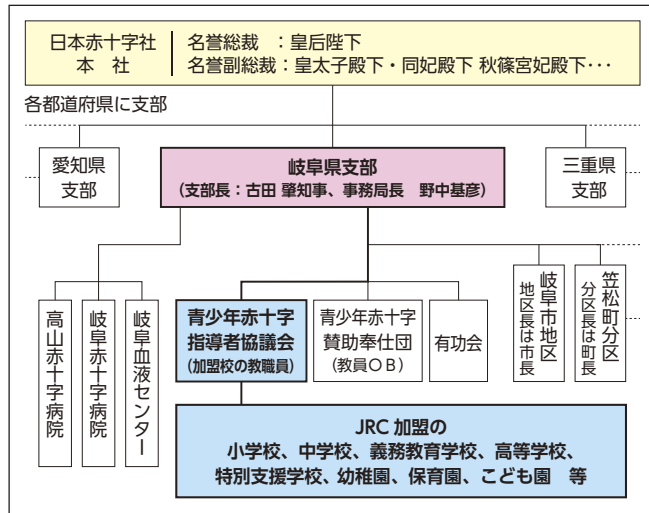 日本赤十字社
本 社
名誉総裁 ：皇后陛下
名誉副総裁：皇太子殿下・同妃殿下 秋篠宮妃殿下･･･
各都道府県に支部
愛知県
支部
岐阜県支部
(支部長：古田 肇知事、事務局長 野中基彦)
三重県
支部
高山赤十字病院
岐阜赤十字病院
岐阜血液センター
青少年赤十字
指導者協議会
(加盟校の教職員)
青少年赤十字
賛助奉仕団
(教員ＯＢ)
有功会
岐阜市地区
地区長は市長
笠松町分区
分区長は町長
JRC 加盟の
小学校、中学校、義務教育学校、高等学校、
特別支援学校、幼稚園、保育園、こども園 等